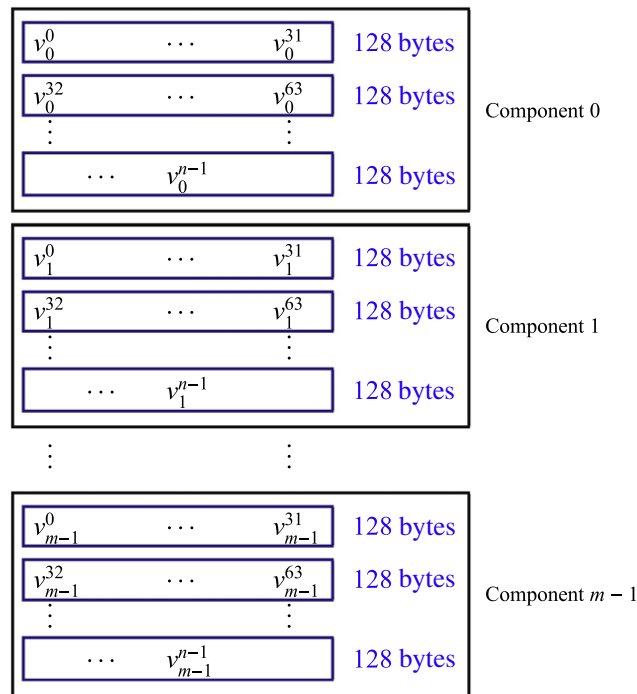 v_0^0 ··· v_0^{31} 128 bytes
v_0^{32} ··· v_0^{63} 128 bytes
⋮ ⋮
Component 0
··· v_0^{n-1} 128 bytes
v_1^0 ··· v_1^{31} 128 bytes
v_1^{32} ··· v_1^{63} 128 bytes
Component 1
⋮ ⋮
··· v_1^{n-1} 128 bytes
⋮ ⋮
v_{m-1}^0 ··· v_{m-1}^{31} 128 bytes
v_{m-1}^{32} ··· v_{m-1}^{63} 128 bytes
Component m − 1
⋮ ⋮
··· v_{m-1}^{n-1} 128 bytes